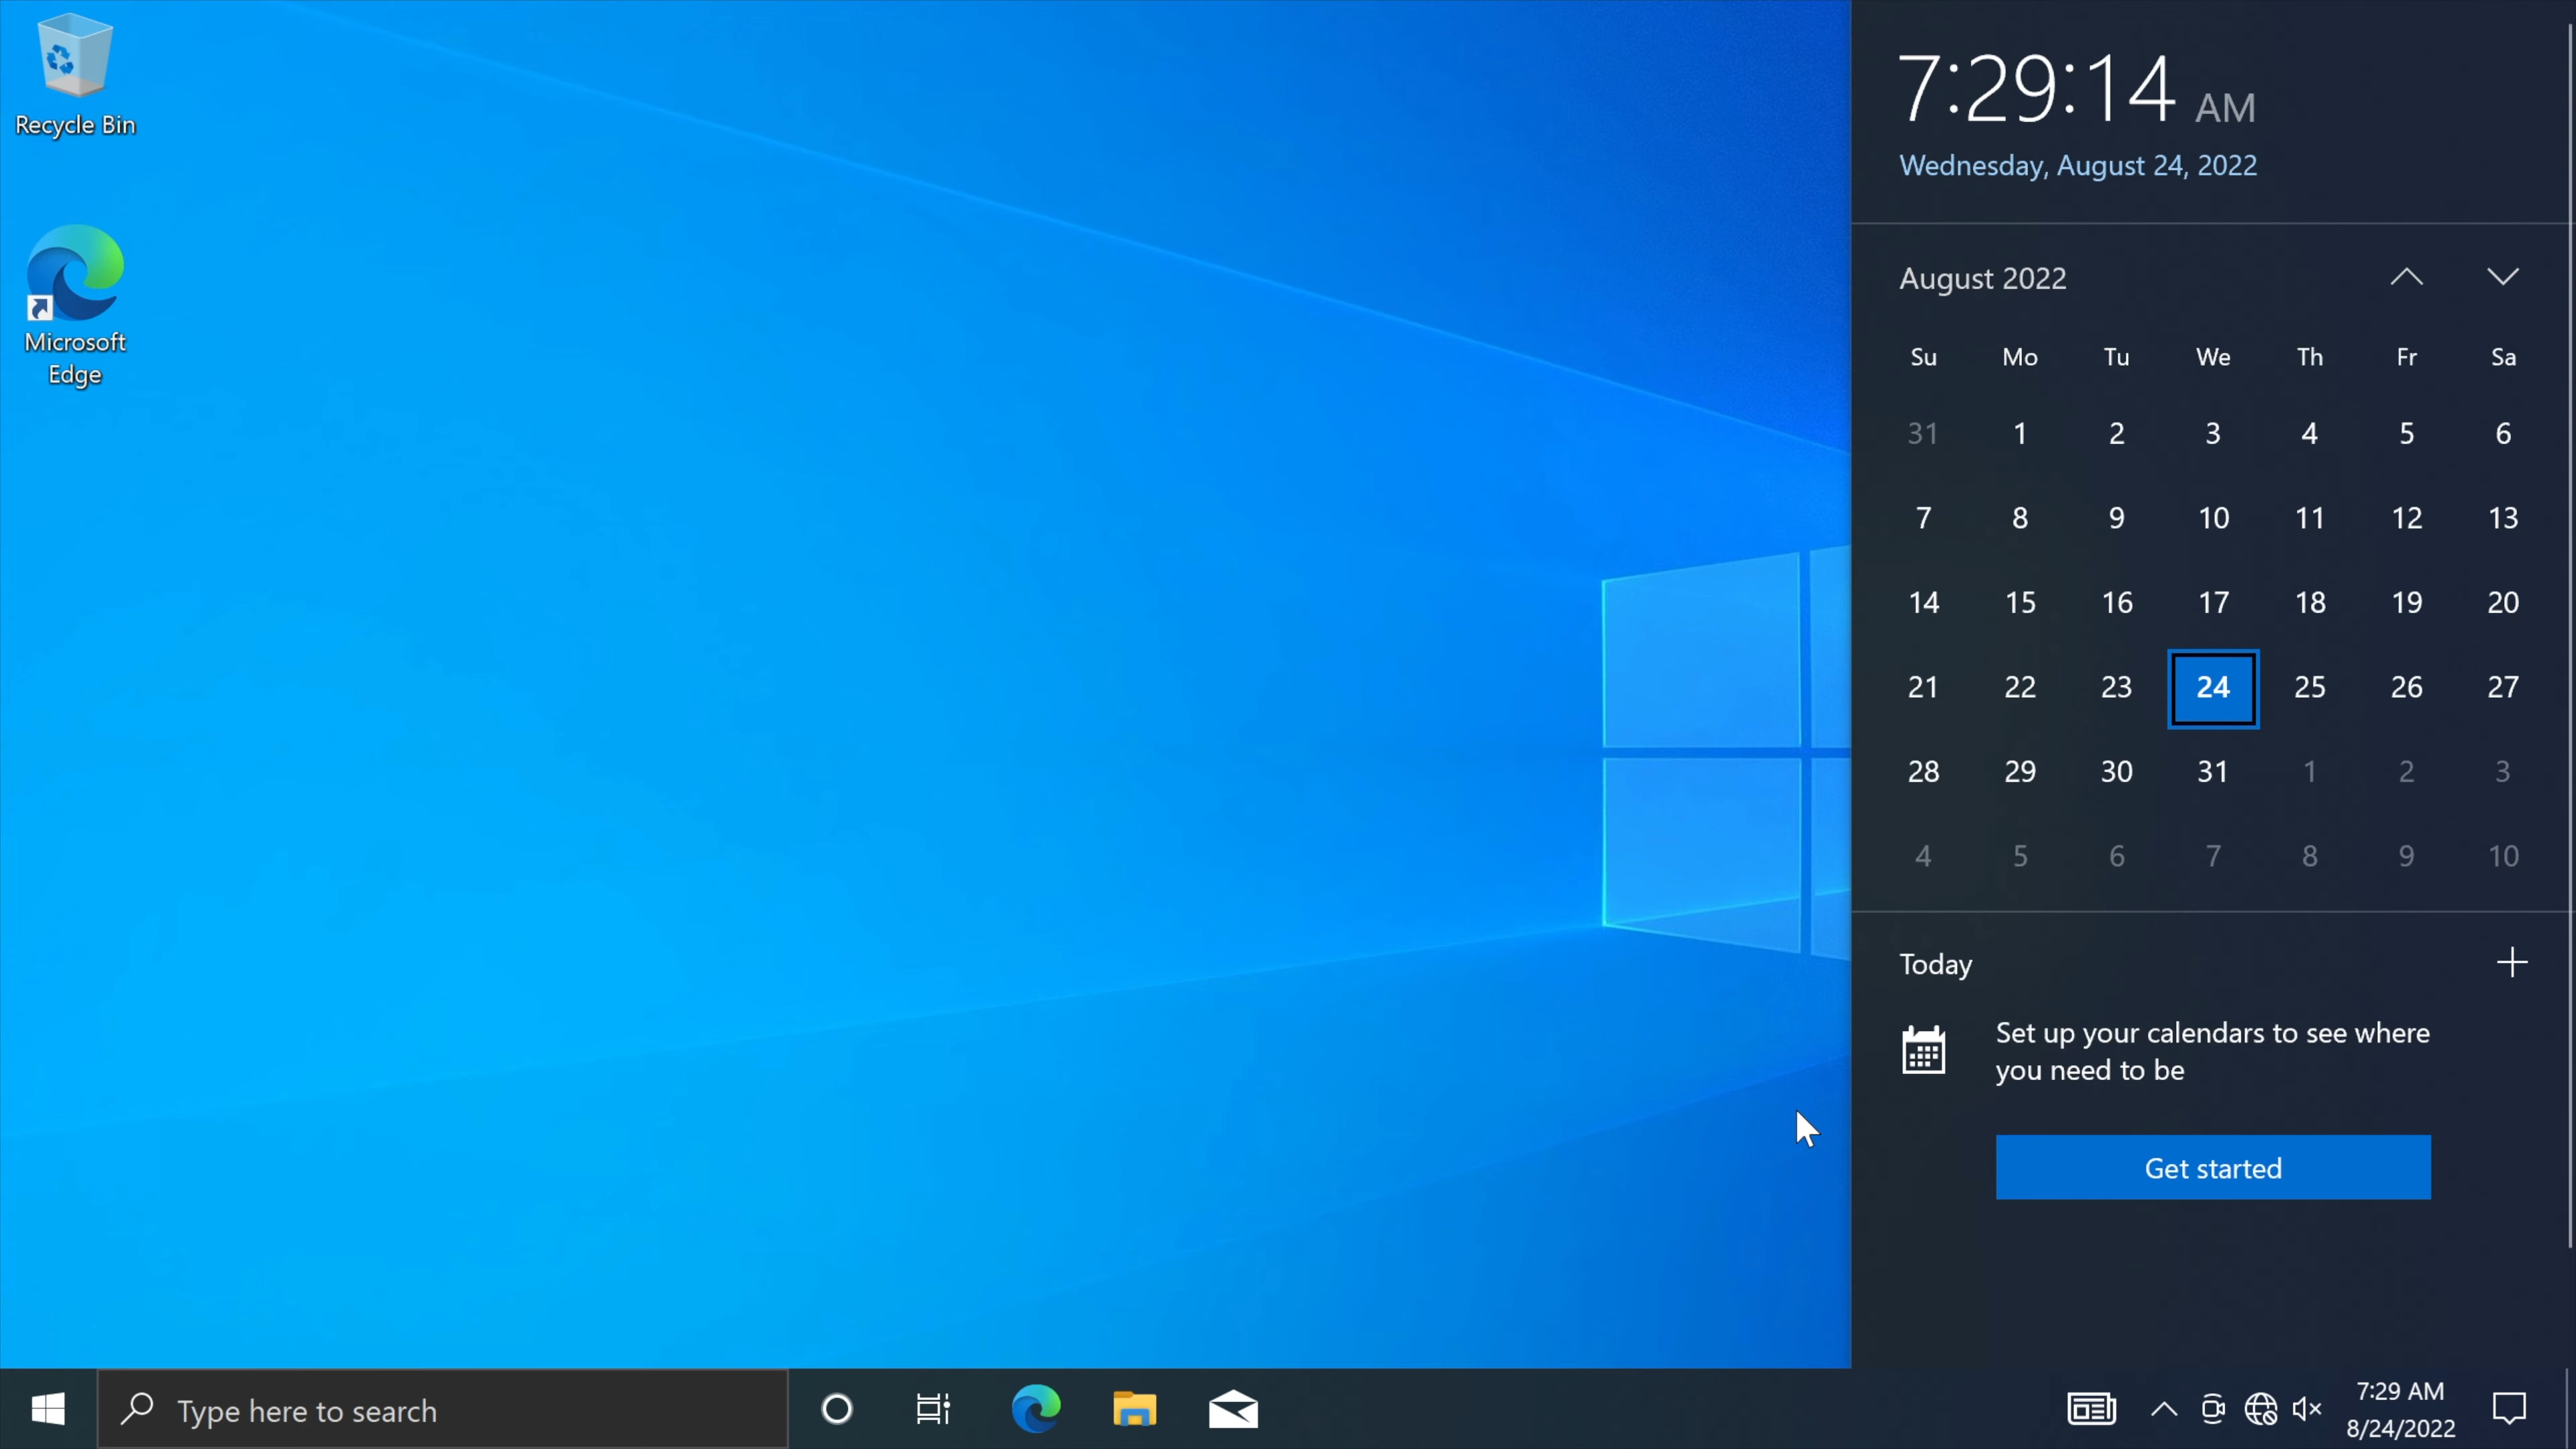 Recycle Bin
Microsoft
Edge
7:29:14 AM
Wednesday, August 24, 2022
August 2022
Su Mo Tu We Th Fr Sa
31 1 2 3 4 5 6
7 8 9 10 11 12 13
14 15 16 17 18 19 20
21 22 23 24 25 26 27
28 29 30 31 1 2 3
4 5 6 7 8 9 10
Today
Set up your calendars to see where
you need to be
Get started
Type here to search
7:29 AM
8/24/2022